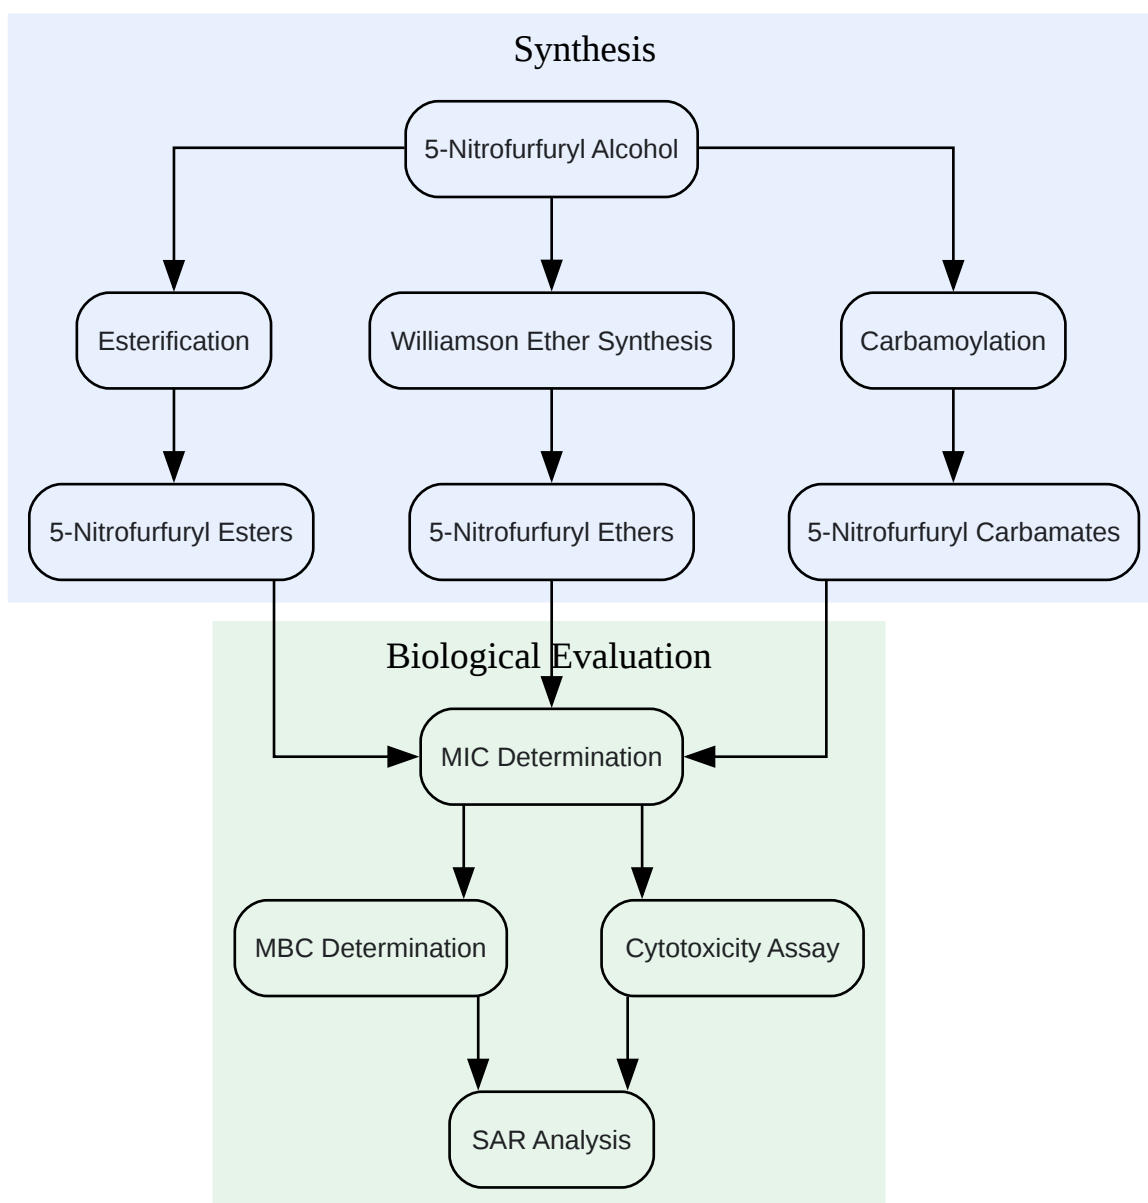 Synthesis
5-Nitrofurfuryl Alcohol
Esterification
Williamson Ether Synthesis
Carbamoylation
5-Nitrofurfuryl Esters
5-Nitrofurfuryl Ethers
5-Nitrofurfuryl Carbamates
Biological Evaluation
MIC Determination
MBC Determination
Cytotoxicity Assay
SAR Analysis